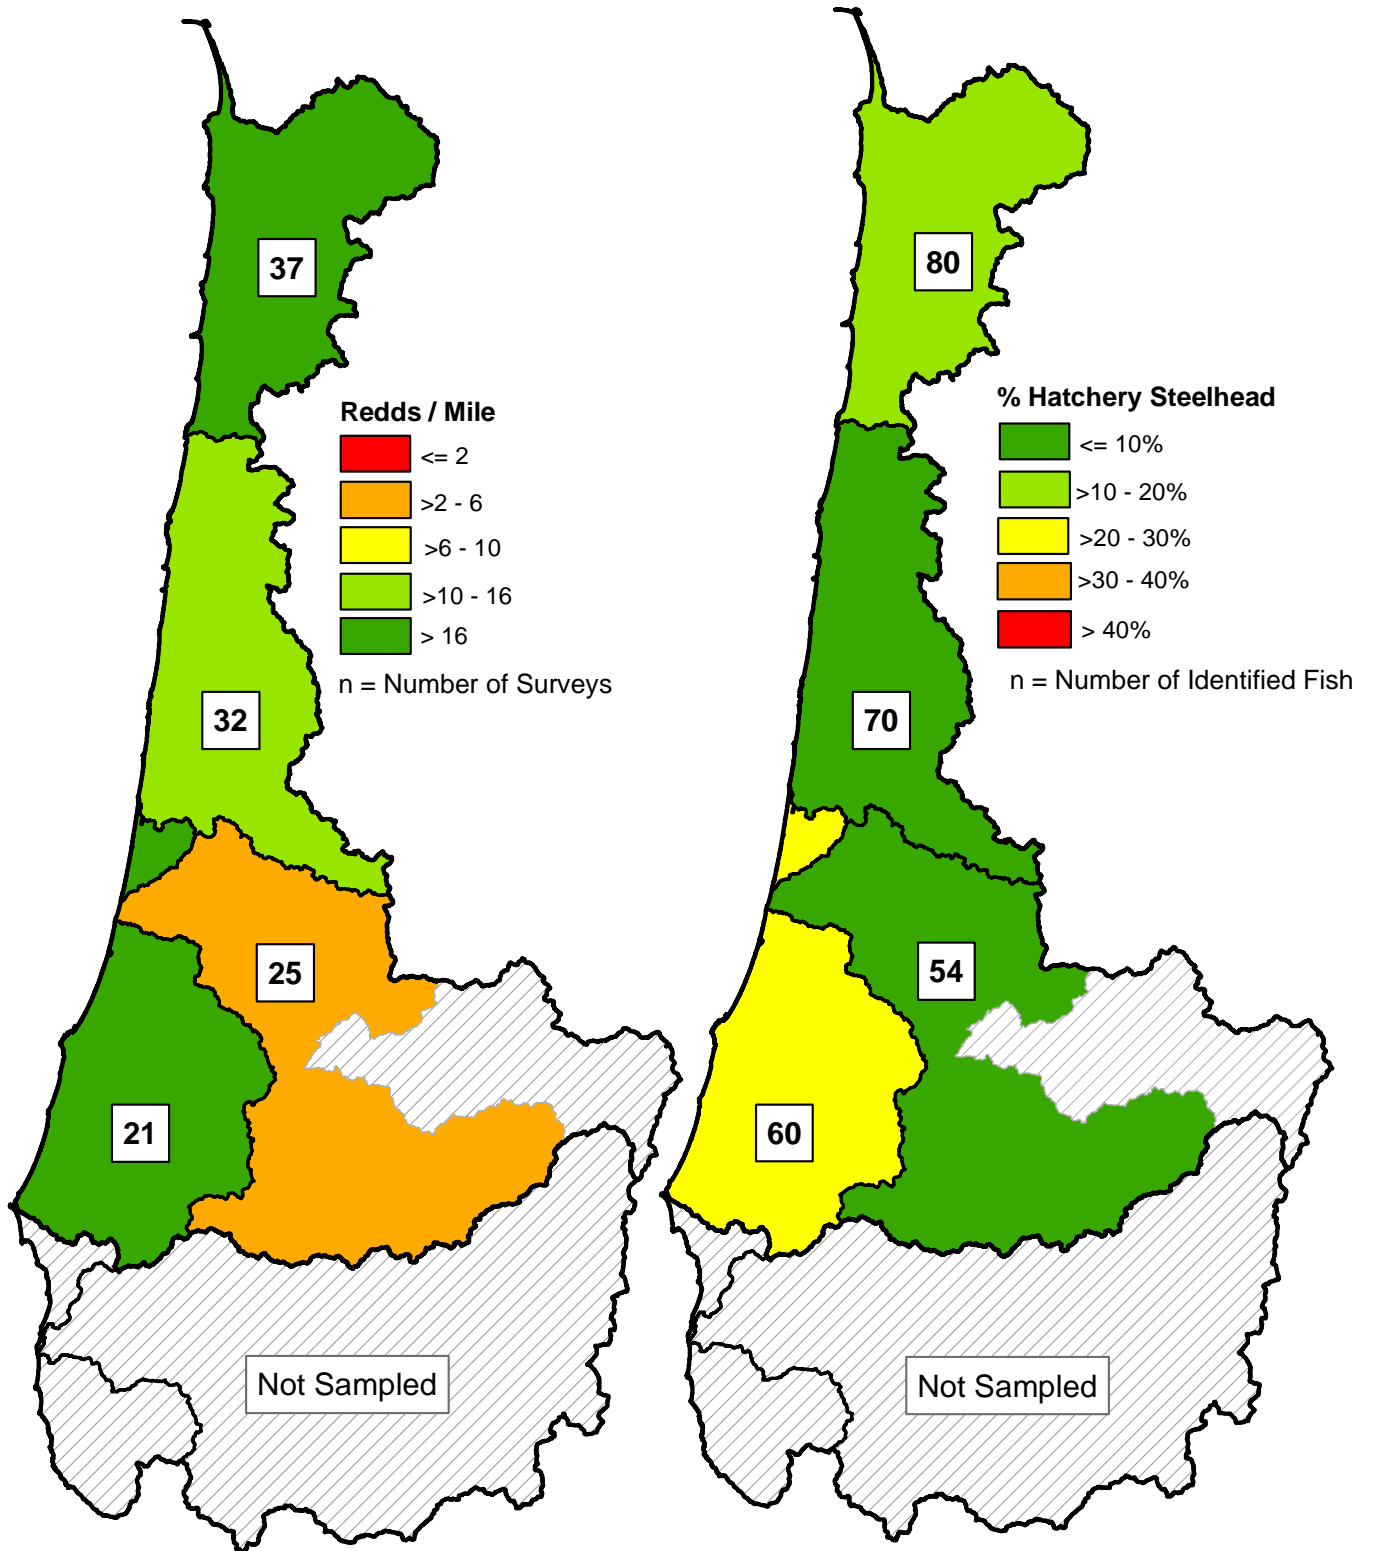 37
Redds / Mile
<= 2
>2 - 6
>6 - 10
>10 - 16
> 16
n = Number of Surveys
32
25
21
Not Sampled
80
% Hatchery Steelhead
<= 10%
>10 - 20%
>20 - 30%
>30 - 40%
> 40%
n = Number of Identified Fish
70
54
60
Not Sampled